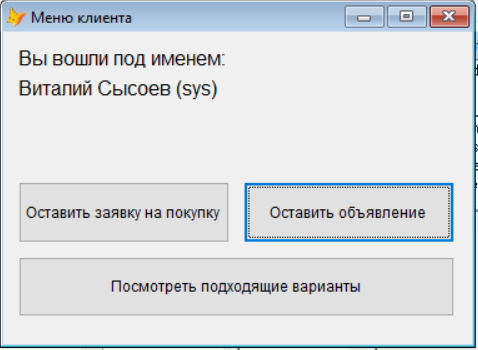 Меню клиента
Вы вошли под именем:
Виталий Сысоев (sys)
Оставить заявку на покупку
Оставить объявление
Посмотреть подходящие варианты